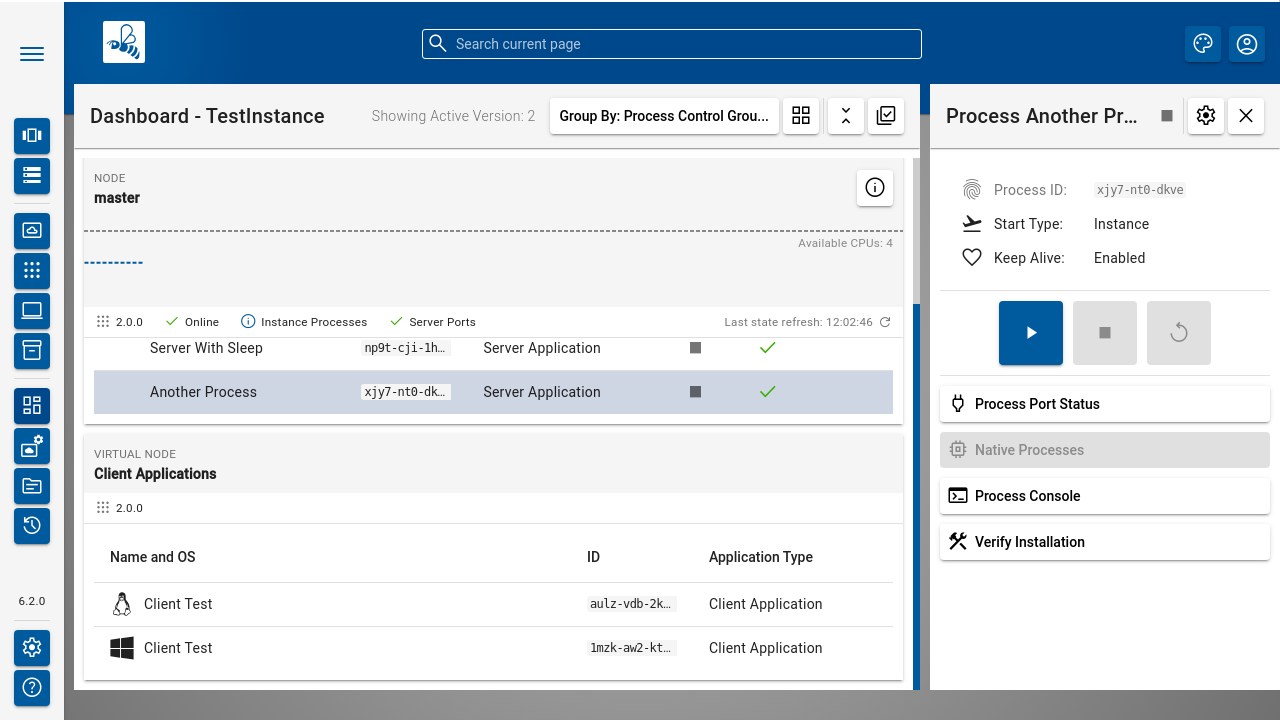 Search current page
Dashboard - TestInstance
Showing Active Version: 2
Group By: Process Control Grou...
Process Another Pr...
NODE
master
Available CPUs: 4
2.0.0
Online
Instance Processes
Server Ports
Last state refresh: 12:02:46
Server With Sleep np9t-cji-1h... Server Application
Another Process xjy7-nt0-dk... Server Application
VIRTUAL NODE
Client Applications
2.0.0
Name and OS ID Application Type
Client Test aulz-vdb-2k... Client Application
Client Test 1mzk-aw2-kt... Client Application
Process ID: xjy7-nt0-dkve
Start Type: Instance
Keep Alive: Enabled
Process Port Status
Native Processes
Process Console
Verify Installation
6.2.0